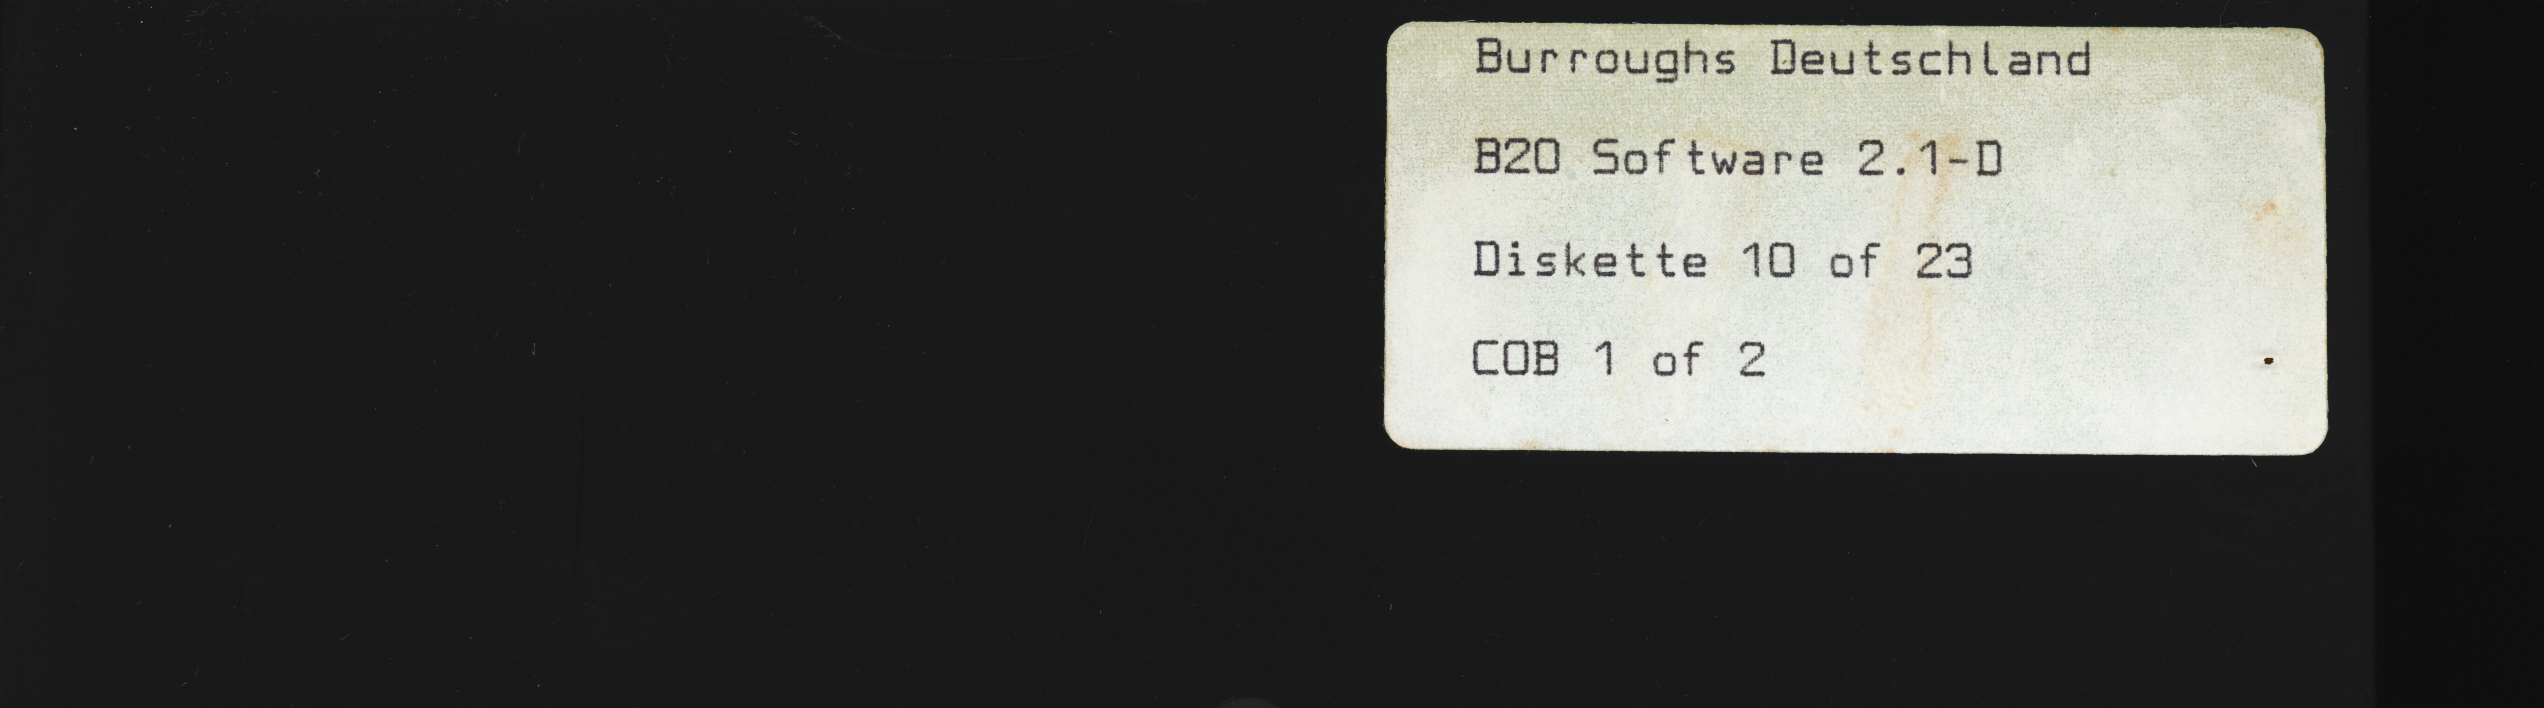 Burroughs Deutschland
B20 Software 2.1-D
Diskette 10 of 23
COB 1 of 2